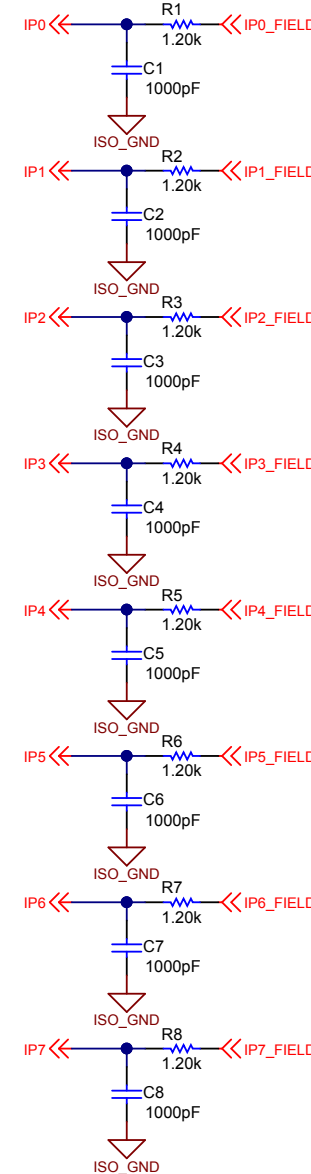 R1
IP0 IP0_FIELD
1.20k
C1
1000pF
ISO_GND
R2
IP1 IP1_FIELD
1.20k
C2
1000pF
ISO_GND
R3
IP2 IP2_FIELD
1.20k
C3
1000pF
ISO_GND
R4
IP3 IP3_FIELD
1.20k
C4
1000pF
ISO_GND
R5
IP4 IP4_FIELD
1.20k
C5
1000pF
ISO_GND
R6
IP5 IP5_FIELD
1.20k
C6
1000pF
ISO_GND
R7
IP6 IP6_FIELD
1.20k
C7
1000pF
ISO_GND
R8
IP7 IP7_FIELD
1.20k
C8
1000pF
ISO_GND